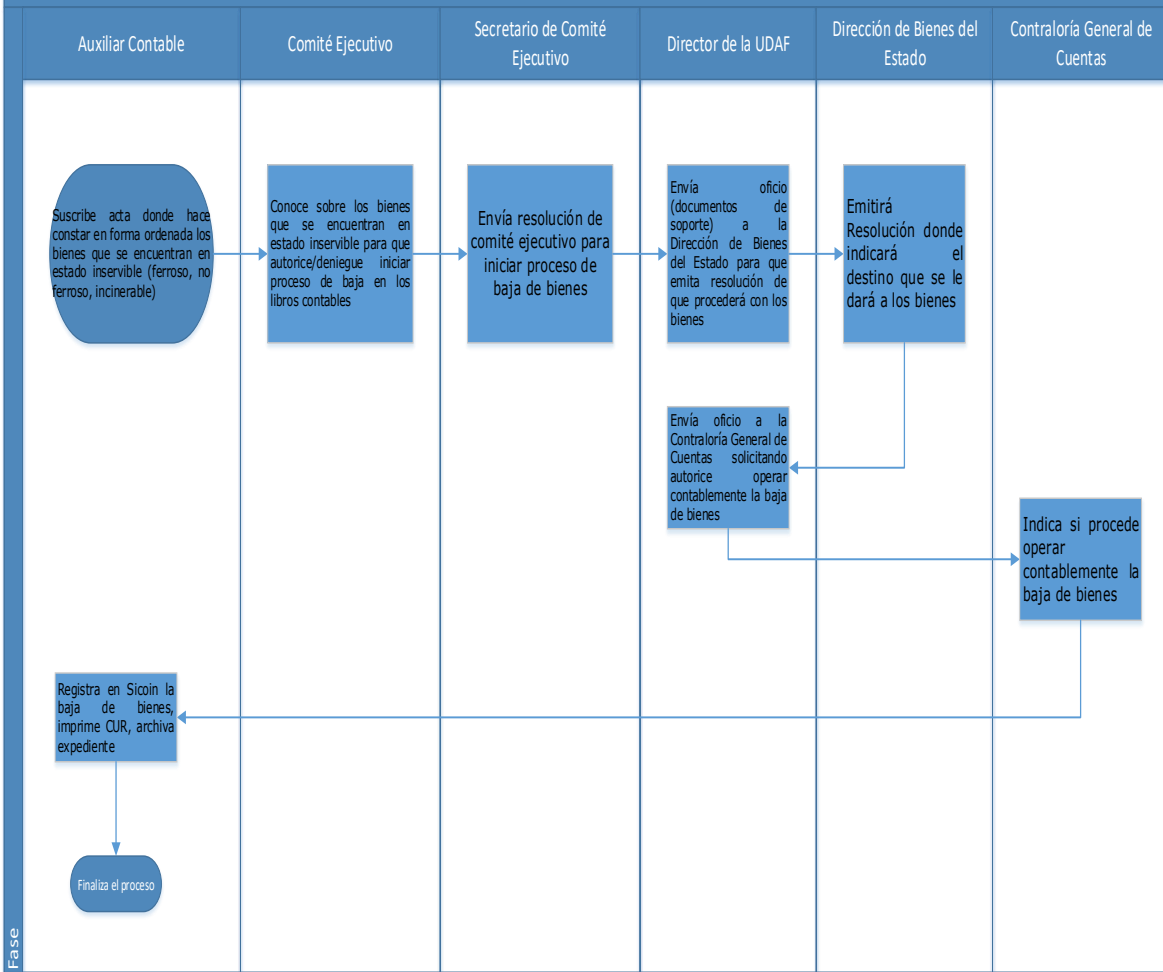 Auxiliar Contable
Comité Ejecutivo
Secretario de Comité
Ejecutivo
Director de la UDAF
Dirección de Bienes del
Estado
Contraloría General de
Cuentas
Suscribe acta donde hace
constar en forma ordenada los
bienes que se encuentran en
estado inservible (ferroso, no
ferroso, incinerable)
Conoce sobre los bienes
que se encuentran en
estado inservible para que
autorice/deniegue iniciar
proceso de baja en los
libros contables
Envía resolución de
comité ejecutivo para
iniciar proceso de
baja de bienes
Envía oficio
(documentos de
soporte) a la
Dirección de Bienes
del Estado para que
emita resolución de
que procederá con los
bienes
Emitirá
Resolución donde
indicará el
destino que se le
dará a los bienes
Envía oficio a la
Contraloría General de
Cuentas solicitando
autorice operar
contablemente la baja
de bienes
Indica si procede
operar
contablemente la
baja de bienes
Registra en Sicoin la
baja de bienes,
imprime CUR, archiva
expediente
Finaliza el proceso
Fase